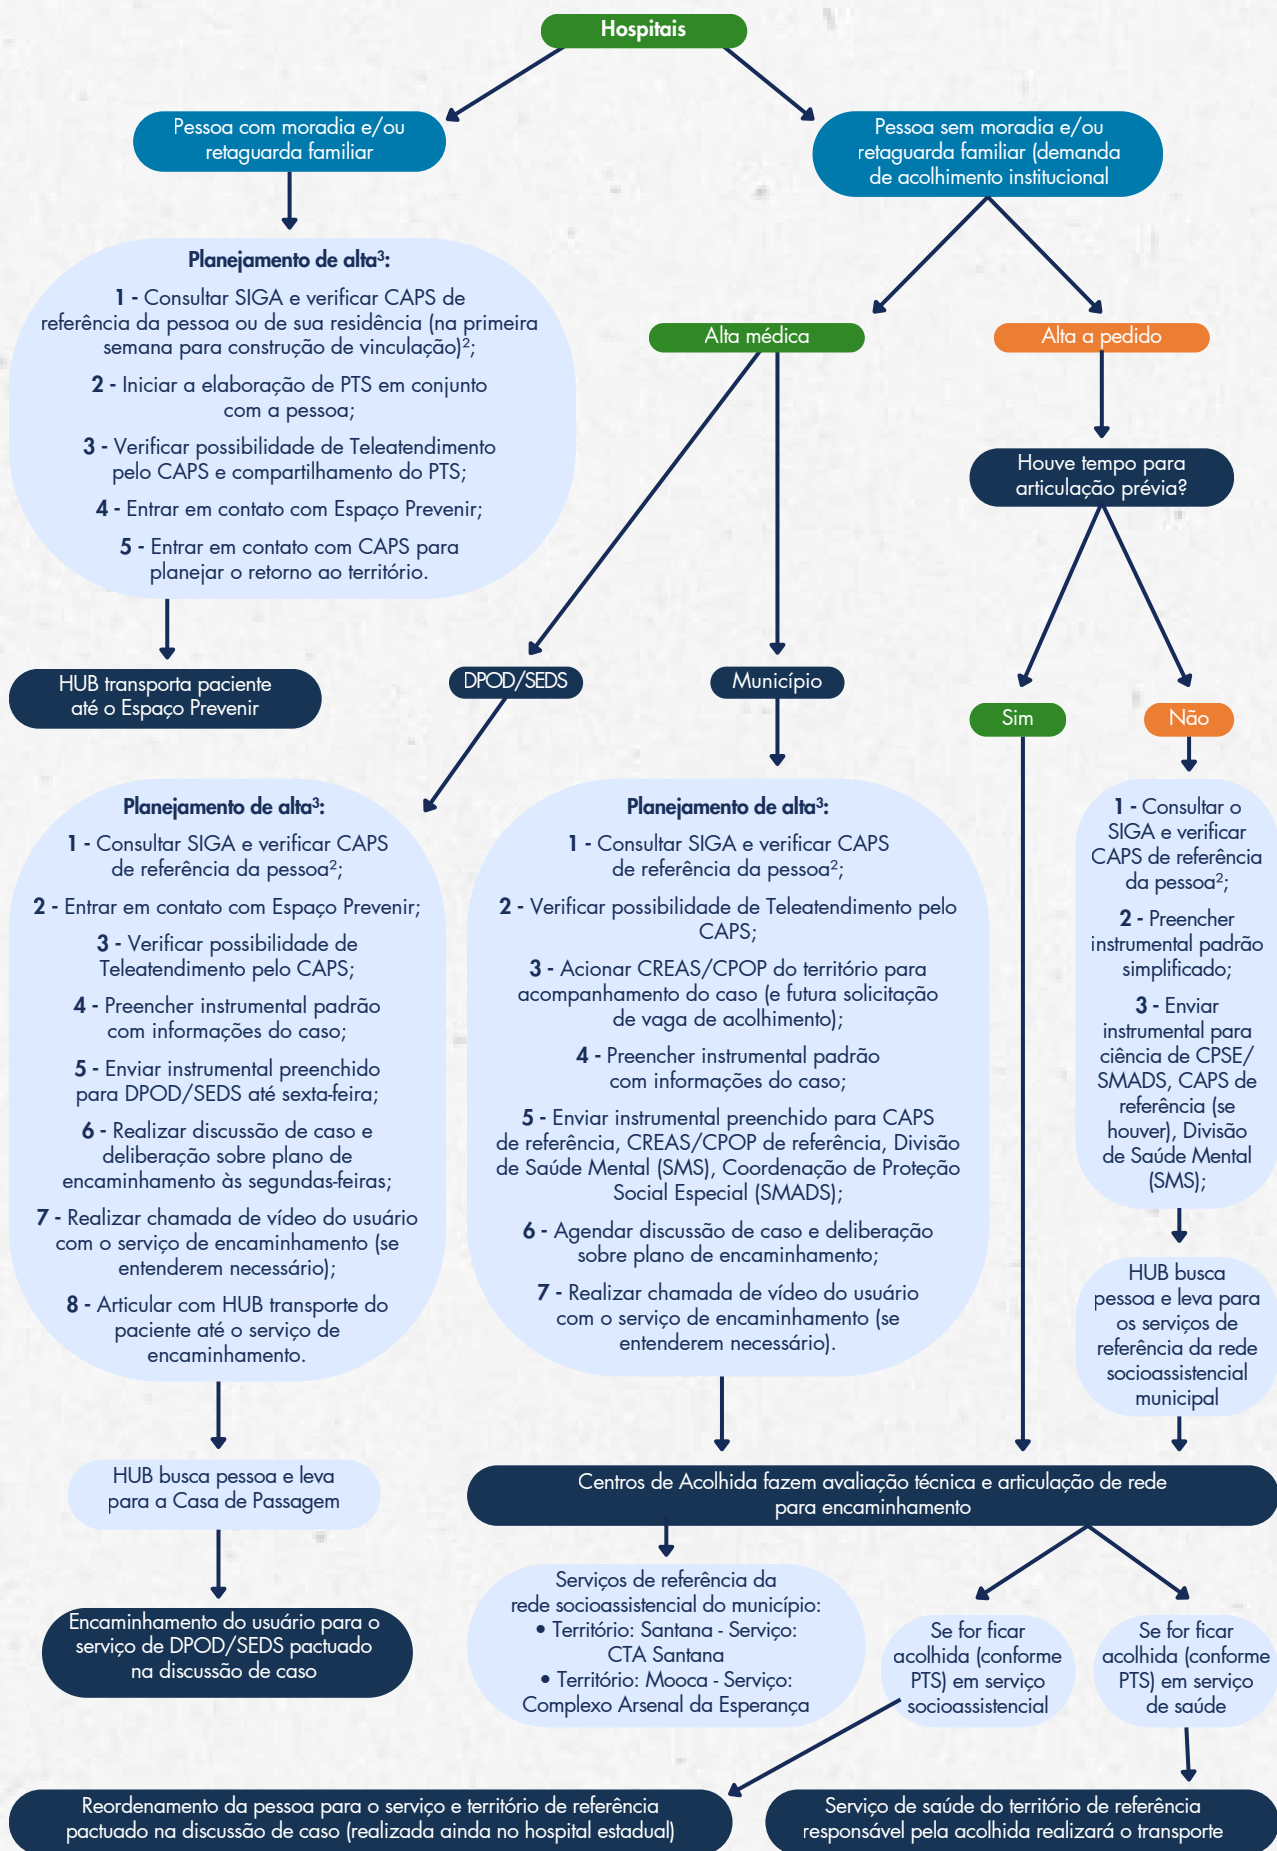 Hospitais
Pessoa com moradia e/ou
retaguarda familiar
Pessoa sem moradia e/ou
retaguarda familiar (demanda
de acolhimento institucional
Planejamento de alta³:
1 - Consultar SIGA e verificar CAPS de
referência da pessoa ou de sua residência (na primeira
semana para construção de vinculação)²;
2 - Iniciar a elaboração de PTS em conjunto
com a pessoa;
3 - Verificar possibilidade de Teleatendimento
pelo CAPS e compartilhamento do PTS;
4 - Entrar em contato com Espaço Prevenir;
5 - Entrar em contato com CAPS para
planejar o retorno ao território.
HUB transporta paciente
até o Espaço Prevenir
Alta médica
Alta a pedido
Houve tempo para
articulação prévia?
DPOD/SEDS
Município
Sim
Não
Planejamento de alta³:
1 - Consultar SIGA e verificar CAPS
de referência da pessoa²;
2 - Entrar em contato com Espaço Prevenir;
3 - Verificar possibilidade de
Teleatendimento pelo CAPS;
4 - Preencher instrumental padrão
com informações do caso;
5 - Enviar instrumental preenchido
para DPOD/SEDS até sexta-feira;
6 - Realizar discussão de caso e
deliberação sobre plano de
encaminhamento às segundas-feiras;
7 - Realizar chamada de vídeo do usuário
com o serviço de encaminhamento (se
entenderem necessário);
8 - Articular com HUB transporte do
paciente até o serviço de
encaminhamento.
HUB busca pessoa e leva
para a Casa de Passagem
Encaminhamento do usuário para o
serviço de DPOD/SEDS pactuado
na discussão de caso
Planejamento de alta³:
1 - Consultar SIGA e verificar CAPS
de referência da pessoa²;
2 - Verificar possibilidade de Teleatendimento pelo
CAPS;
3 - Acionar CREAS/CPOP do território para
acompanhamento do caso (e futura solicitação
de vaga de acolhimento);
4 - Preencher instrumental padrão
com informações do caso;
5 - Enviar instrumental preenchido para CAPS
de referência, CREAS/CPOP de referência, Divisão
de Saúde Mental (SMS), Coordenação de Proteção
Social Especial (SMADS);
6 - Agendar discussão de caso e deliberação
sobre plano de encaminhamento;
7 - Realizar chamada de vídeo do usuário
com o serviço de encaminhamento (se
entenderem necessário).
1 - Consultar o
SIGA e verificar
CAPS de referência
da pessoa²;
2 - Preencher
instrumental padrão
simplificado;
3 - Enviar
instrumental para
ciência de CPSE/
SMADS, CAPS de
referência (se
houver), Divisão
de Saúde Mental
(SMS);
HUB busca
pessoa e leva para
os serviços de
referência da rede
socioassistencial
municipal
Centros de Acolhida fazem avaliação técnica e articulação de rede
para encaminhamento
Serviços de referência da
rede socioassistencial do município:
• Território: Santana - Serviço:
CTA Santana
• Território: Mooca - Serviço:
Complexo Arsenal da Esperança
Se for ficar
acolhida (conforme
PTS) em serviço
socioassistencial
Se for ficar
acolhida (conforme
PTS) em serviço
de saúde
Reordenamento da pessoa para o serviço e território de referência
pactuado na discussão de caso (realizada ainda no hospital estadual)
Serviço de saúde do território de referência
responsável pela acolhida realizará o transporte